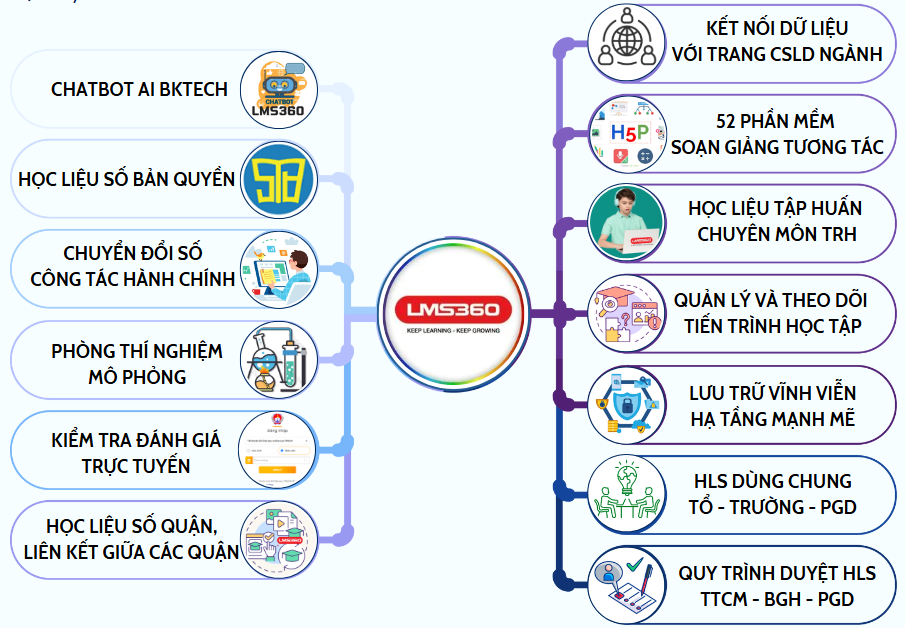 CHATBOT AI BKTECH
CHATBOT
LMS360
HỌC LIỆU SỐ BẢN QUYỀN
CHUYỂN ĐỔI SỐ
CÔNG TÁC HÀNH CHÍNH
PHÒNG THÍ NGHIỆM
MÔ PHỎNG
KIỂM TRA ĐÁNH GIÁ
TRỰC TUYẾN
HỌC LIỆU SỐ QUẬN,
LIÊN KẾT GIỮA CÁC QUẬN
LMS360
KEEP LEARNING - KEEP GROWING
KẾT NỐI DỮ LIỆU
VỚI TRANG CSLD NGÀNH
H5P
52 PHẦN MỀM
SOẠN GIẢNG TƯƠNG TÁC
HỌC LIỆU TẬP HUẤN
CHUYÊN MÔN TRH
QUẢN LÝ VÀ THEO DÕI
TIẾN TRÌNH HỌC TẬP
LƯU TRỮ VĨNH VIỄN
HẠ TẦNG MẠNH MẼ
HLS DÙNG CHUNG
TỔ - TRƯỜNG - PGD
QUY TRÌNH DUYỆT HLS
TTCM - BGH - PGD